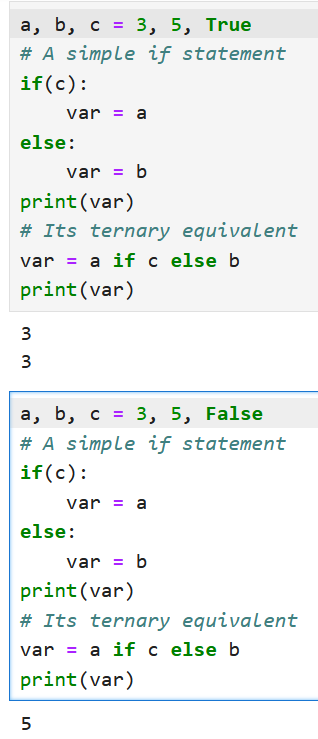 a, b, c = 3, 5, True
# A simple if statement
if(c):
    var = a
else:
    var = b
print(var)
# Its ternary equivalent
var = a if c else b
print(var)
3
3
a, b, c = 3, 5, False
# A simple if statement
if(c):
    var = a
else:
    var = b
print(var)
# Its ternary equivalent
var = a if c else b
print(var)
5